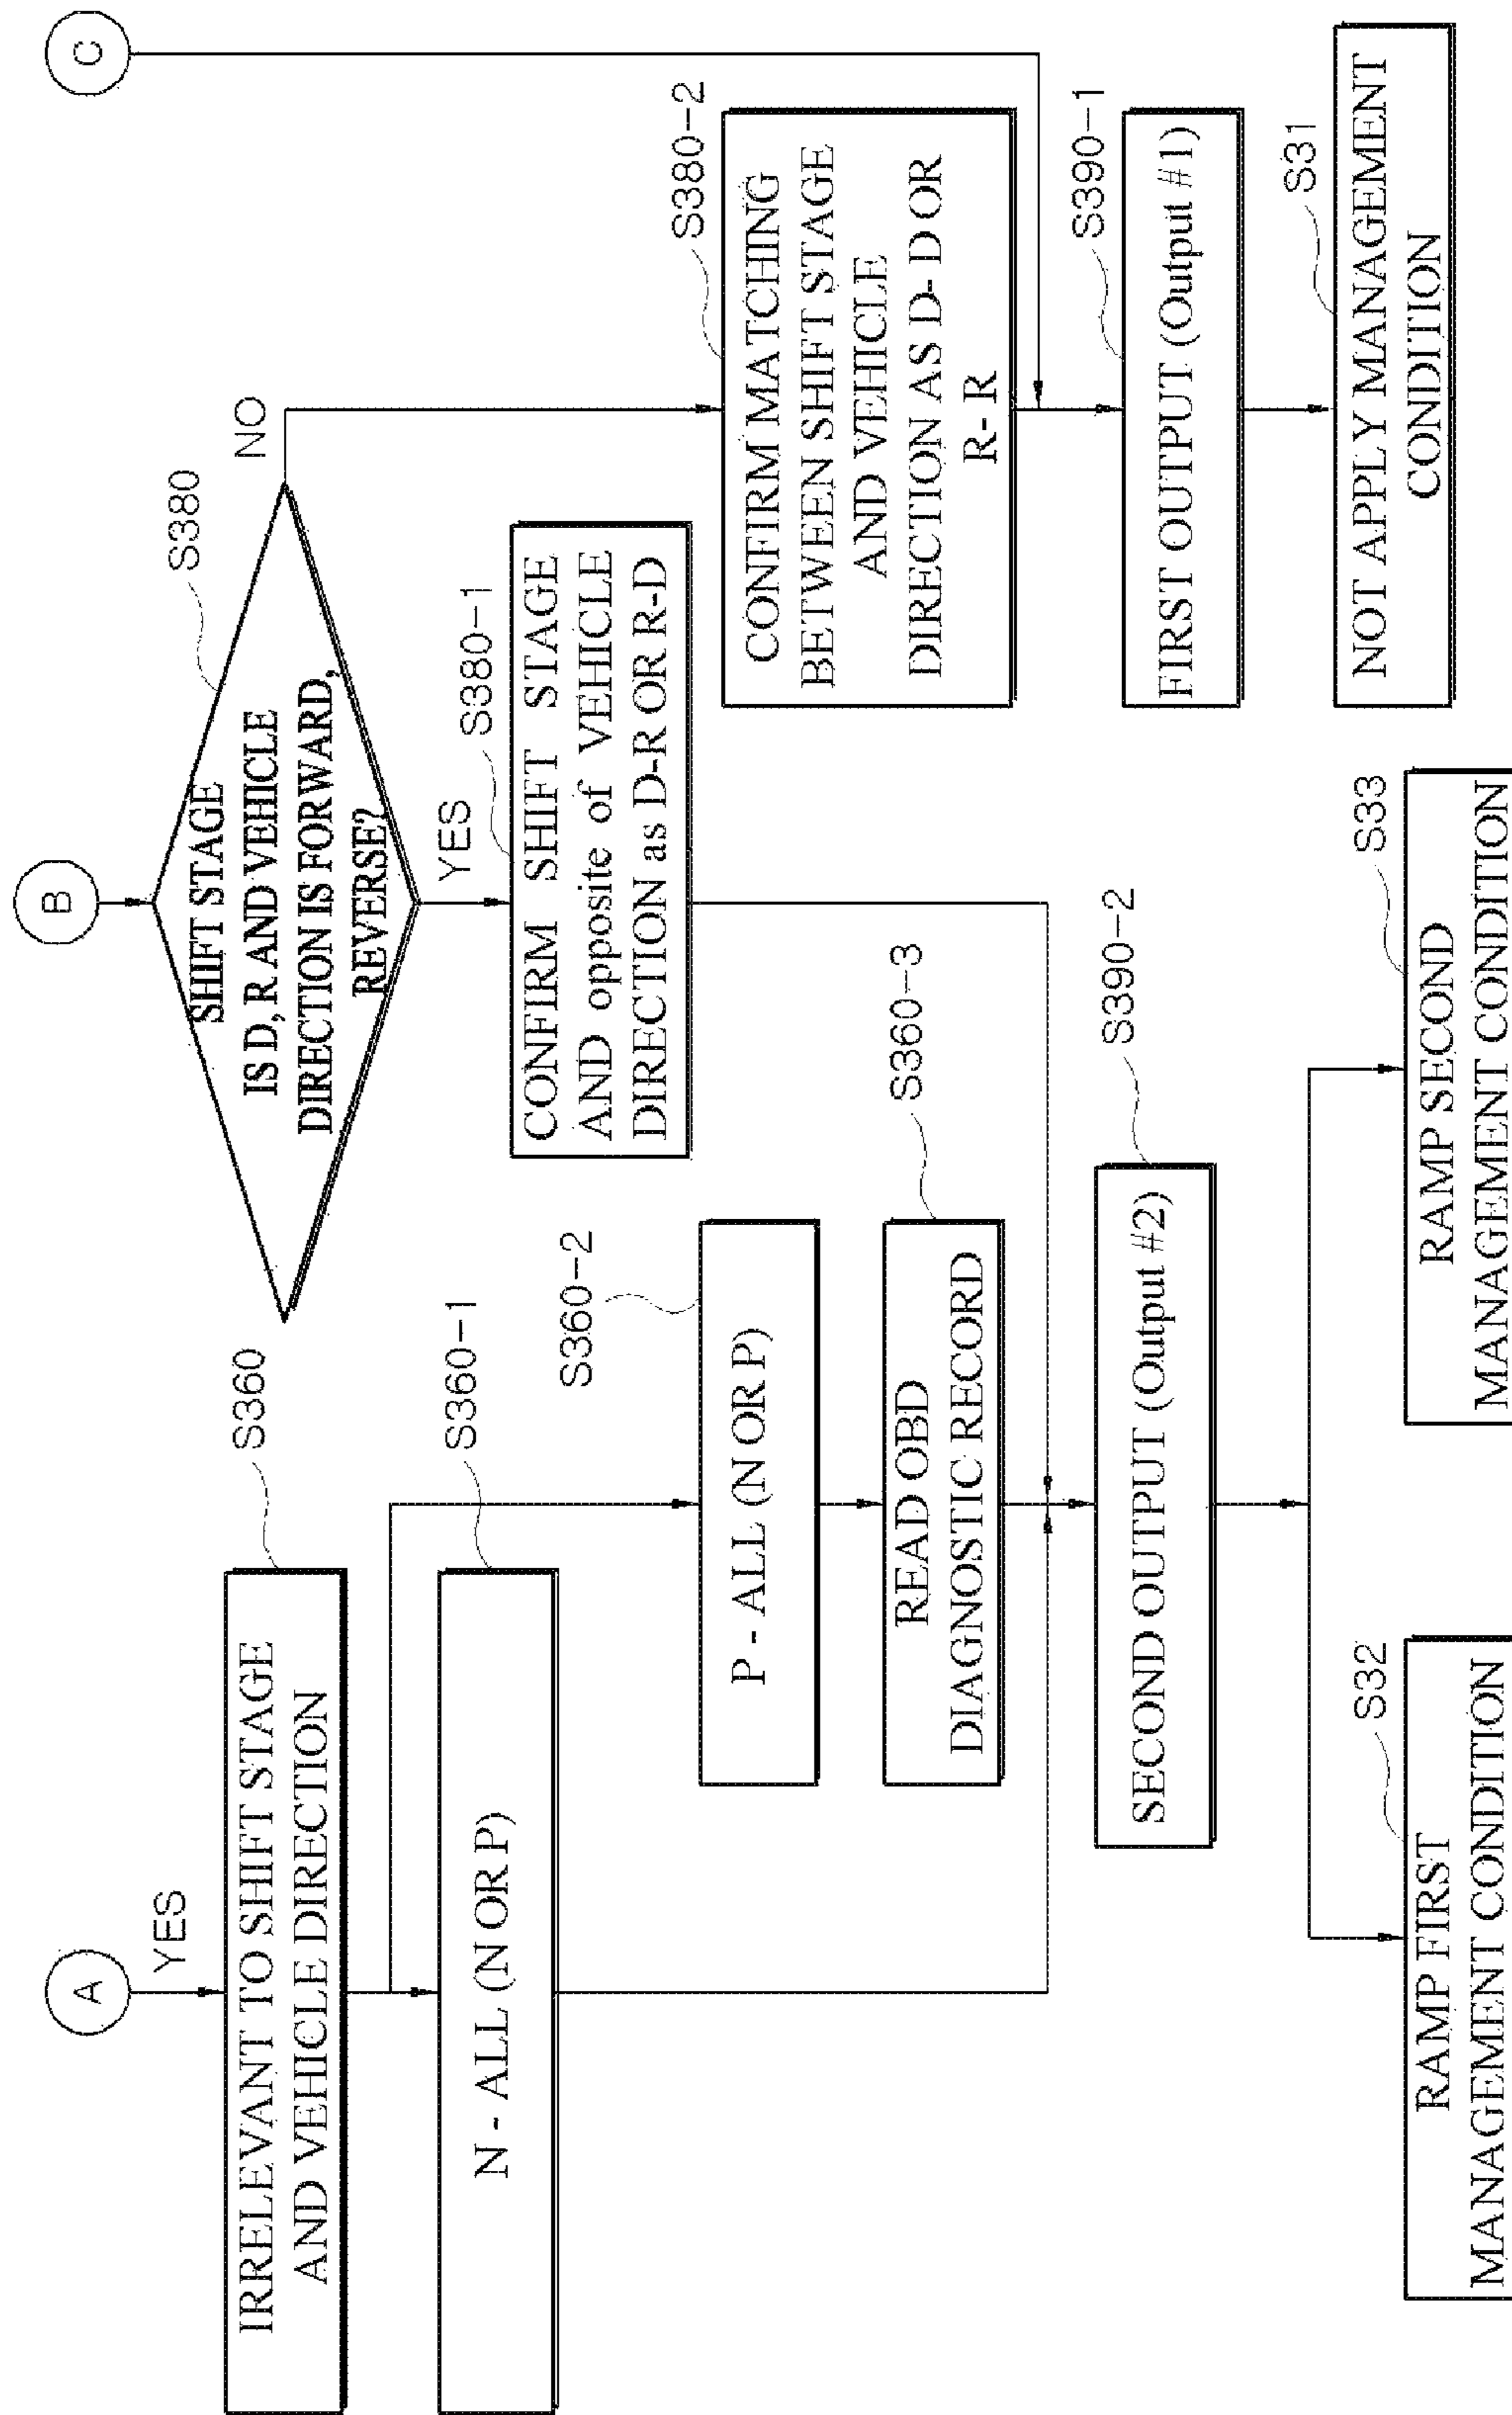 A
YES
IRRELEVANT TO SHIFT STAGE
AND VEHICLE DIRECTION
S360
N - ALL (N OR P)
S360-1
P - ALL (N OR P)
S360-2
READ OBD
DIAGNOSTIC RECORD
S360-3
SECOND OUTPUT (Output #2)
S390-2
RAMP FIRST
MANAGEMENT CONDITION
S32
RAMP SECOND
MANAGEMENT CONDITION
S33
B
SHIFT STAGE
IS D, R AND VEHICLE
DIRECTION IS FORWARD,
REVERSE?
S380
YES
NO
CONFIRM SHIFT STAGE
AND opposite of VEHICLE
DIRECTION as D-R OR R-D
S380-1
CONFIRM MATCHING
BETWEEN SHIFT STAGE
AND VEHICLE
DIRECTION AS D- D OR
R- R
S380-2
C
FIRST OUTPUT (Output #1)
S390-1
NOT APPLY MANAGEMENT
CONDITION
S31